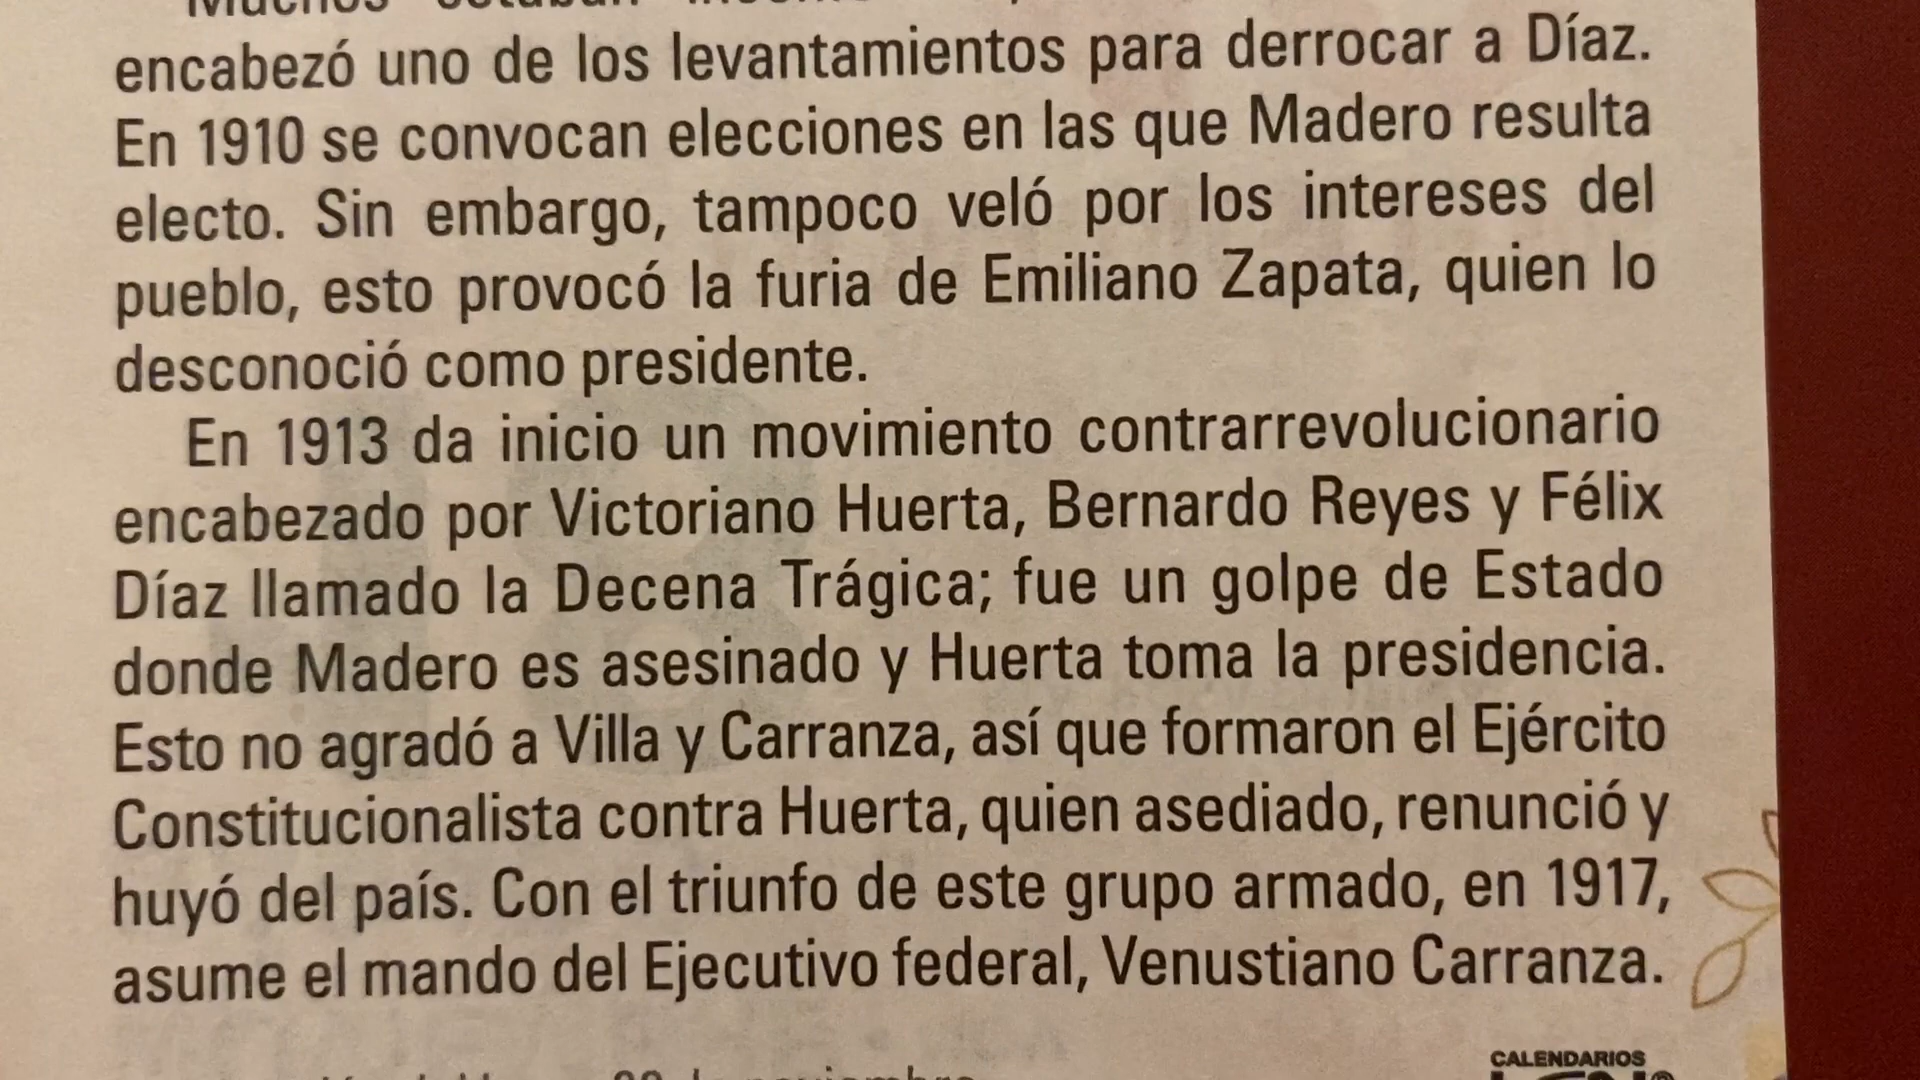 encabezó uno de los levantamientos para derrocar a Díaz.
En 1910 se convocan elecciones en las que Madero resulta
electo. Sin embargo, tampoco veló por los intereses del
pueblo, esto provocó la furia de Emiliano Zapata, quien lo
desconoció como presidente.
En 1913 da inicio un movimiento contrarrevolucionario
encabezado por Victoriano Huerta, Bernardo Reyes y Félix
Díaz llamado la Decena Trágica; fue un golpe de Estado
donde Madero es asesinado y Huerta toma la presidencia.
Esto no agradó a Villa y Carranza, así que formaron el Ejército
Constitucionalista contra Huerta, quien asediado, renunció y
huyó del país. Con el triunfo de este grupo armado, en 1917,
asume el mando del Ejecutivo federal, Venustiano Carranza.
CALENDARIOS